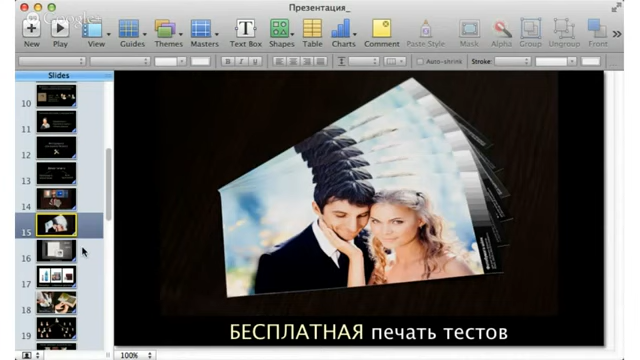 Презентация_
New
Play
View
Guides
Themes
Masters
Text Box
Shapes
Table
Charts
Comment
Paste Style
Mask
Alpha
Group
Ungroup
Front
Auto-shrink
Stroke:
Slides
10
11
12
13
14
15
16
17
18
19
БЕСПЛАТНАЯ печать тестов
100%